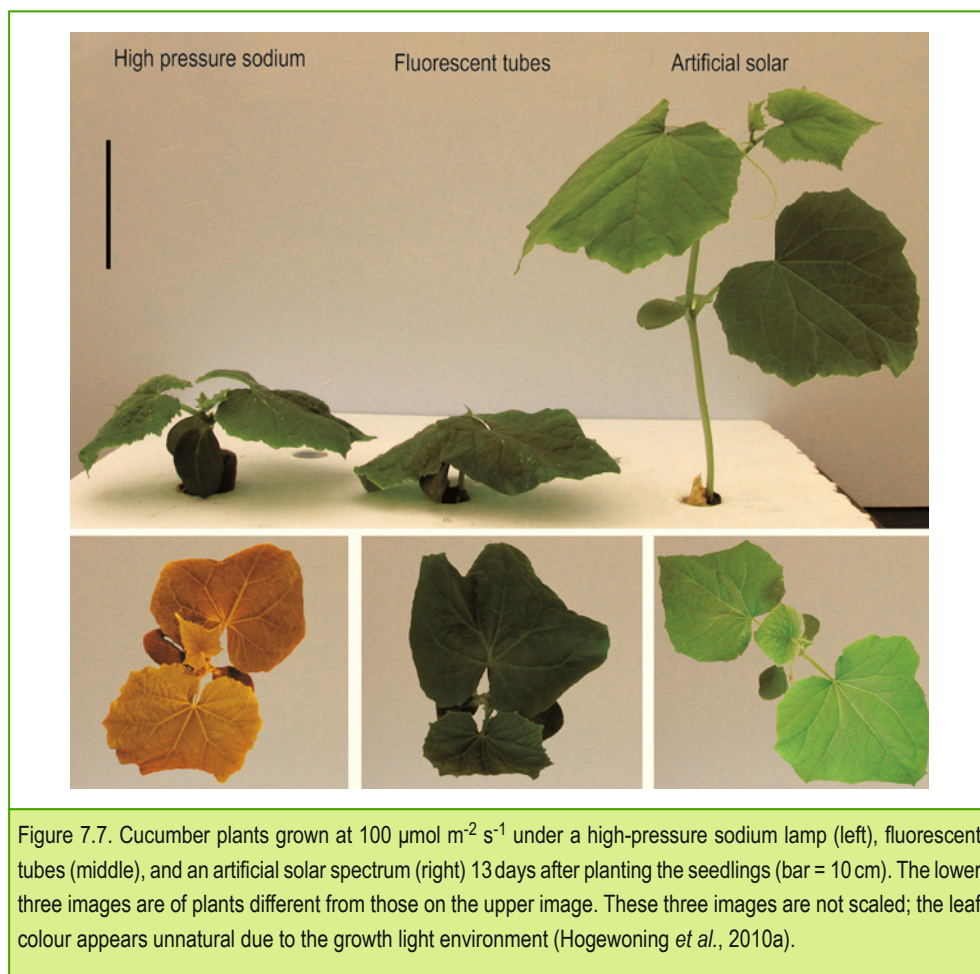 High pressure sodium
Fluorescent tubes
Artificial solar
Figure 7.7. Cucumber plants grown at 100 µmol m⁻² s⁻¹ under a high-pressure sodium lamp (left), fluorescent
tubes (middle), and an artificial solar spectrum (right) 13 days after planting the seedlings (bar = 10 cm). The lower
three images are of plants different from those on the upper image. These three images are not scaled; the leaf
colour appears unnatural due to the growth light environment (Hogewoning et al., 2010a).